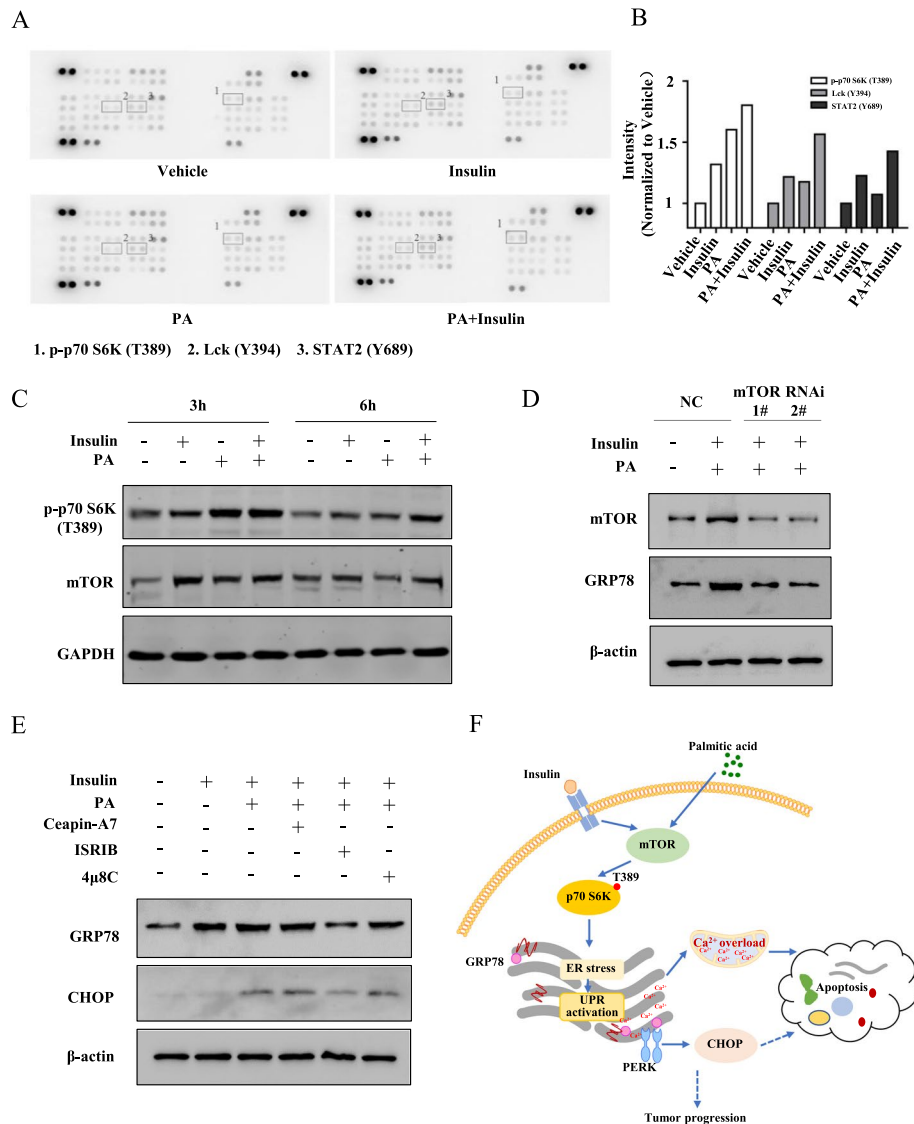 A
1
2
3
1
2
3
Vehicle
Insulin
2
3
1
2
3
1
PA
PA+Insulin
1. p-p70 S6K (T389) 2. Lck (Y394) 3. STAT2 (Y689)
B
Intensity
(Normalized to Vehicle)
2
1.5
1
p-p70 S6K (T389)
Lck (Y394)
STAT2 (Y689)
Vehicle
Insulin
PA
PA+Insulin
Vehicle
Insulin
PA
PA+Insulin
Vehicle
Insulin
PA
PA+Insulin
C
3h 6h
Insulin - + - + - + - +
PA - - + + - - + +
p-p70 S6K
(T389)
mTOR
GAPDH
D
NC mTOR RNAi
1# 2#
Insulin - + + +
PA - + + +
mTOR
GRP78
β-actin
E
Insulin - + + + + +
PA - - + + + +
Ceapin-A7 - - - + - -
ISRIB - - - - + -
4μ8C - - - - - +
GRP78
CHOP
β-actin
F
Palmitic acid
Insulin
mTOR
T389
p70 S6K
GRP78
ER stress
UPR
activation
Ca²⁺ overload
Ca²⁺ Ca²⁺ Ca²⁺
Apoptosis
PERK
CHOP
Tumor progression